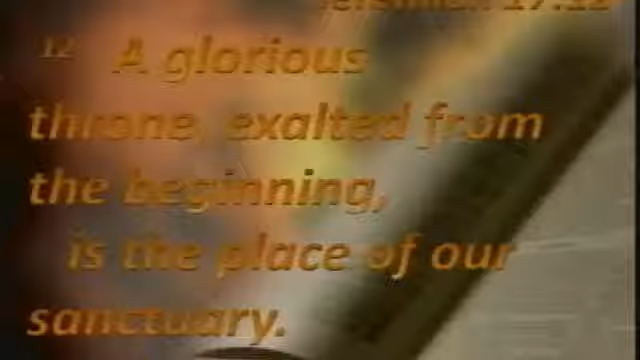 Jeremiah 17:12
12 A glorious
throne, exalted from
the beginning,
is the place of our
sanctuary.